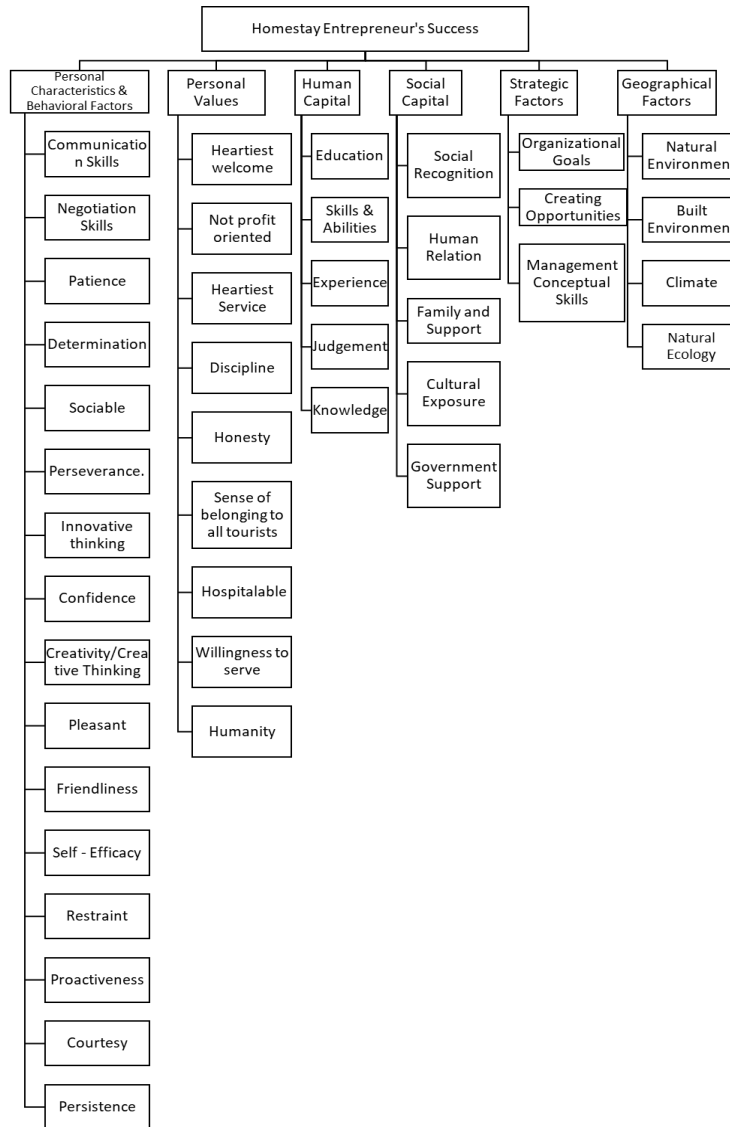 Homestay Entrepreneur's Success
Personal
Characteristics &
Behavioral Factors
Communicatio
n Skills
Negotiation
Skills
Patience
Determination
Sociable
Perseverance.
Innovative
thinking
Confidence
Creativity/Crea
tive Thinking
Pleasant
Friendliness
Self - Efficacy
Restraint
Proactiveness
Courtesy
Persistence
Personal
Values
Heartiest
welcome
Not profit
oriented
Heartiest
Service
Discipline
Honesty
Sense of
belonging to
all tourists
Hospitalable
Willingness to
serve
Humanity
Human
Capital
Education
Skills &
Abilities
Experience
Judgement
Knowledge
Social
Capital
Social
Recognition
Human
Relation
Family and
Support
Cultural
Exposure
Government
Support
Strategic
Factors
Organizational
Goals
Creating
Opportunities
Management
Conceptual
Skills
Geographical
Factors
Natural
Environmen
Built
Environmen
Climate
Natural
Ecology